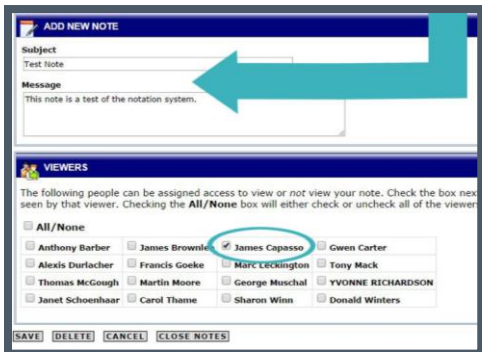 ADD NEW NOTE
Subject
Test Note
Message
This note is a test of the notation system.
VIEWERS
The following people can be assigned access to view or not view your note. Check the box nex
seen by that viewer. Checking the All/None box will either check or uncheck all of the viewer
All/None
Anthony Barber James Brownlee James Capasso Gwen Carter
Alexis Durlacher Francis Goeke Marc Leckington Tony Mack
Thomas McGough Martin Moore George Muschal YVONNE RICHARDSON
Janet Schoenhaar Carol Thame Sharon Winn Donald Winters
SAVE DELETE CANCEL CLOSE NOTES